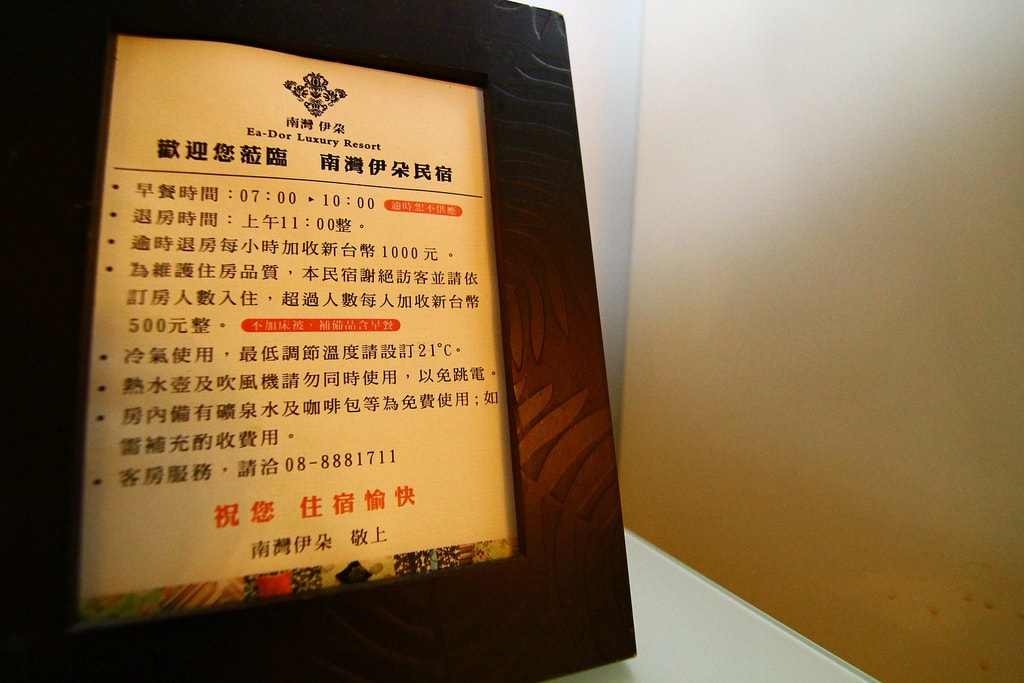 南灣 伊朵
Ea-Dor Luxury Resort
歡迎您蒞臨 南灣伊朵民宿
• 早餐時間：07：00 ▸ 10：00 逾時恕不供應
• 退房時間：上午11：00整。
• 逾時退房每小時加收新台幣1000元。
• 為維護住房品質，本民宿謝絕訪客並請依
訂房人數入住，超過人數每人加收新台幣
500元整。 不加床被，補備品含早餐
• 冷氣使用，最低調節溫度請設訂21°C。
• 熱水壺及吹風機請勿同時使用，以免跳電。
• 房內備有礦泉水及咖啡包等為免費使用;如
需補充酌收費用。
• 客房服務，請洽08-8881711
祝您 住宿愉快
南灣伊朵 敬上